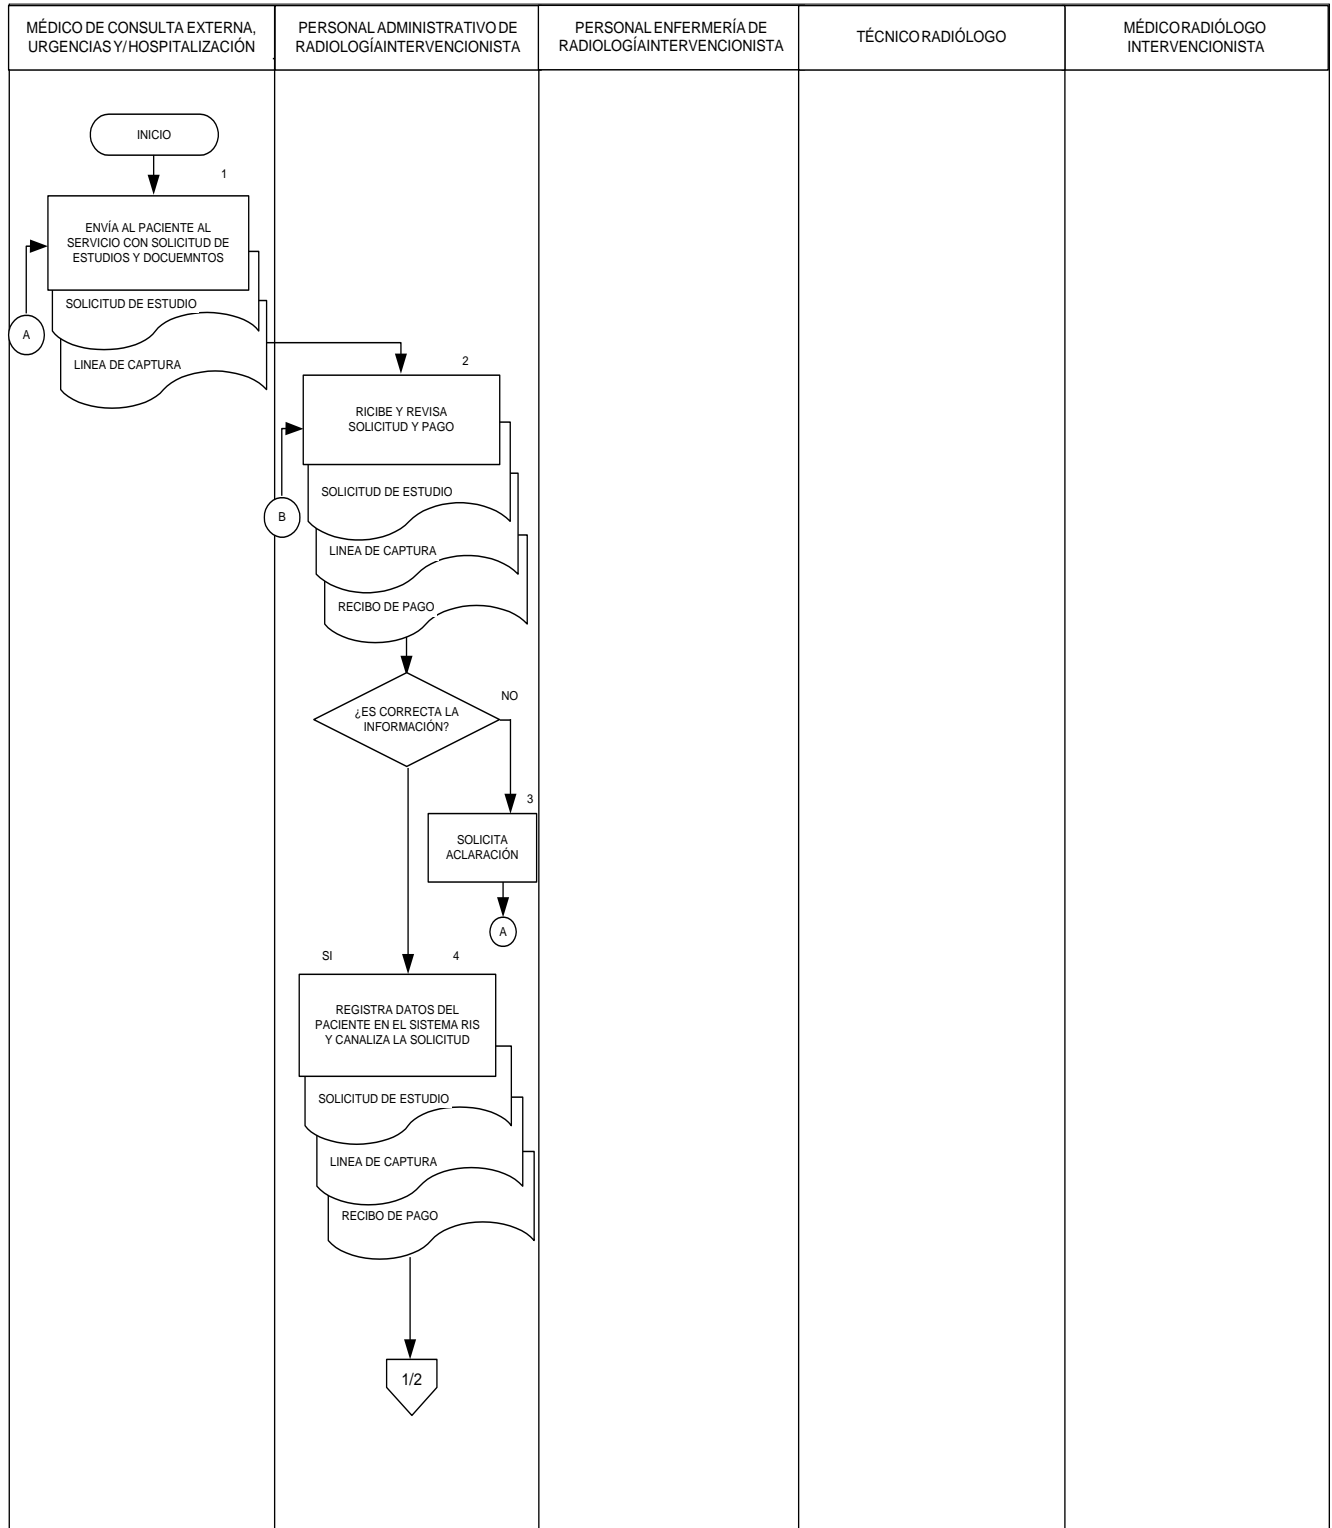 MÉDICO DE CONSULTA EXTERNA,
URGENCIAS Y/ HOSPITALIZACIÓN
PERSONAL ADMINISTRATIVO DE
RADIOLOGÍAINTERVENCIONISTA
PERSONAL ENFERMERÍA DE
RADIOLOGÍAINTERVENCIONISTA
TÉCNICO RADIÓLOGO
MÉDICO RADIÓLOGO
INTERVENCIONISTA
INICIO
1
ENVÍA AL PACIENTE AL
SERVICIO CON SOLICITUD DE
ESTUDIOS Y DOCUEMNTOS
SOLICITUD DE ESTUDIO
A
LINEA DE CAPTURA
2
RICIBE Y REVISA
SOLICITUD Y PAGO
SOLICITUD DE ESTUDIO
B
LINEA DE CAPTURA
RECIBO DE PAGO
¿ES CORRECTA LA
INFORMACIÓN?
NO
3
SOLICITA
ACLARACIÓN
A
SI
4
REGISTRA DATOS DEL
PACIENTE EN EL SISTEMA RIS
Y CANALIZA LA SOLICITUD
SOLICITUD DE ESTUDIO
LINEA DE CAPTURA
RECIBO DE PAGO
1/2